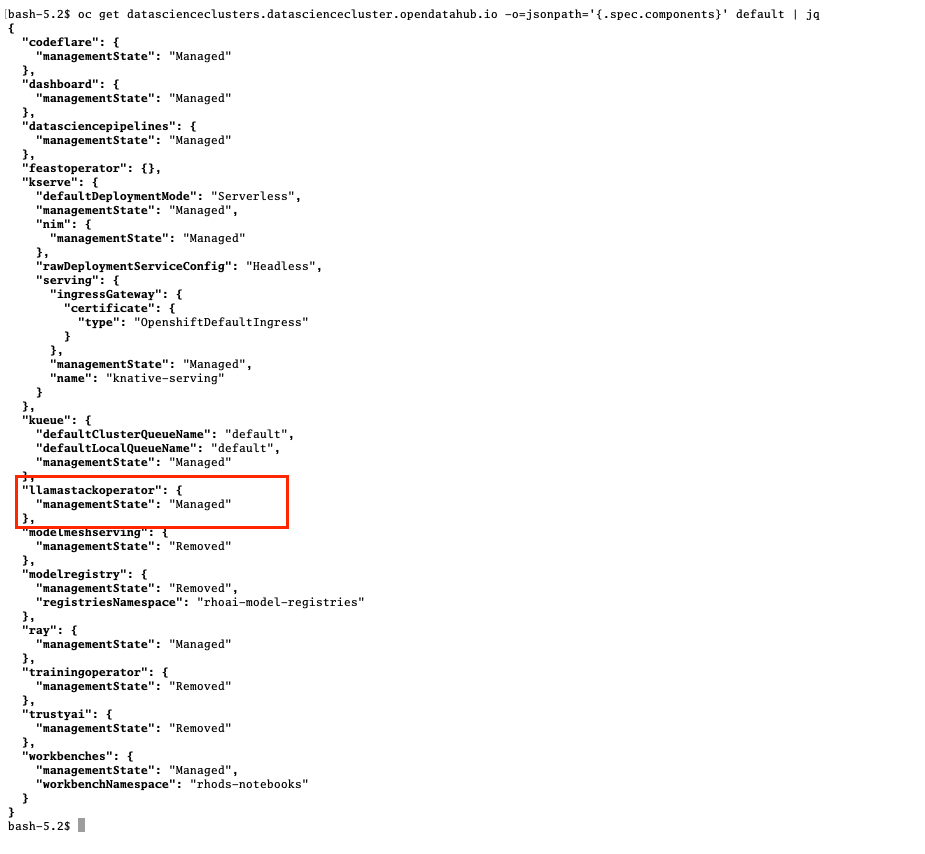 bash-5.2$ oc get datascienceclusters.datasciencecluster.opendatahub.io -o=jsonpath='{.spec.components}' default | jq
{
  "codeflare": {
    "managementState": "Managed"
  },
  "dashboard": {
    "managementState": "Managed"
  },
  "datasciencepipelines": {
    "managementState": "Managed"
  },
  "feastoperator": {},
  "kserve": {
    "defaultDeploymentMode": "Serverless",
    "managementState": "Managed",
    "nim": {
      "managementState": "Managed"
    },
    "rawDeploymentServiceConfig": "Headless",
    "serving": {
      "ingressGateway": {
        "certificate": {
          "type": "OpenshiftDefaultIngress"
        }
      },
      "managementState": "Managed",
      "name": "knative-serving"
    }
  },
  "kueue": {
    "defaultClusterQueueName": "default",
    "defaultLocalQueueName": "default",
    "managementState": "Managed"
  },
  "llamastackoperator": {
    "managementState": "Managed"
  },
  "modelmeshserving": {
    "managementState": "Removed"
  },
  "modelregistry": {
    "managementState": "Removed",
    "registriesNamespace": "rhoai-model-registries"
  },
  "ray": {
    "managementState": "Managed"
  },
  "trainingoperator": {
    "managementState": "Removed"
  },
  "trustyai": {
    "managementState": "Removed"
  },
  "workbenches": {
    "managementState": "Managed",
    "workbenchNamespace": "rhods-notebooks"
  }
}
bash-5.2$